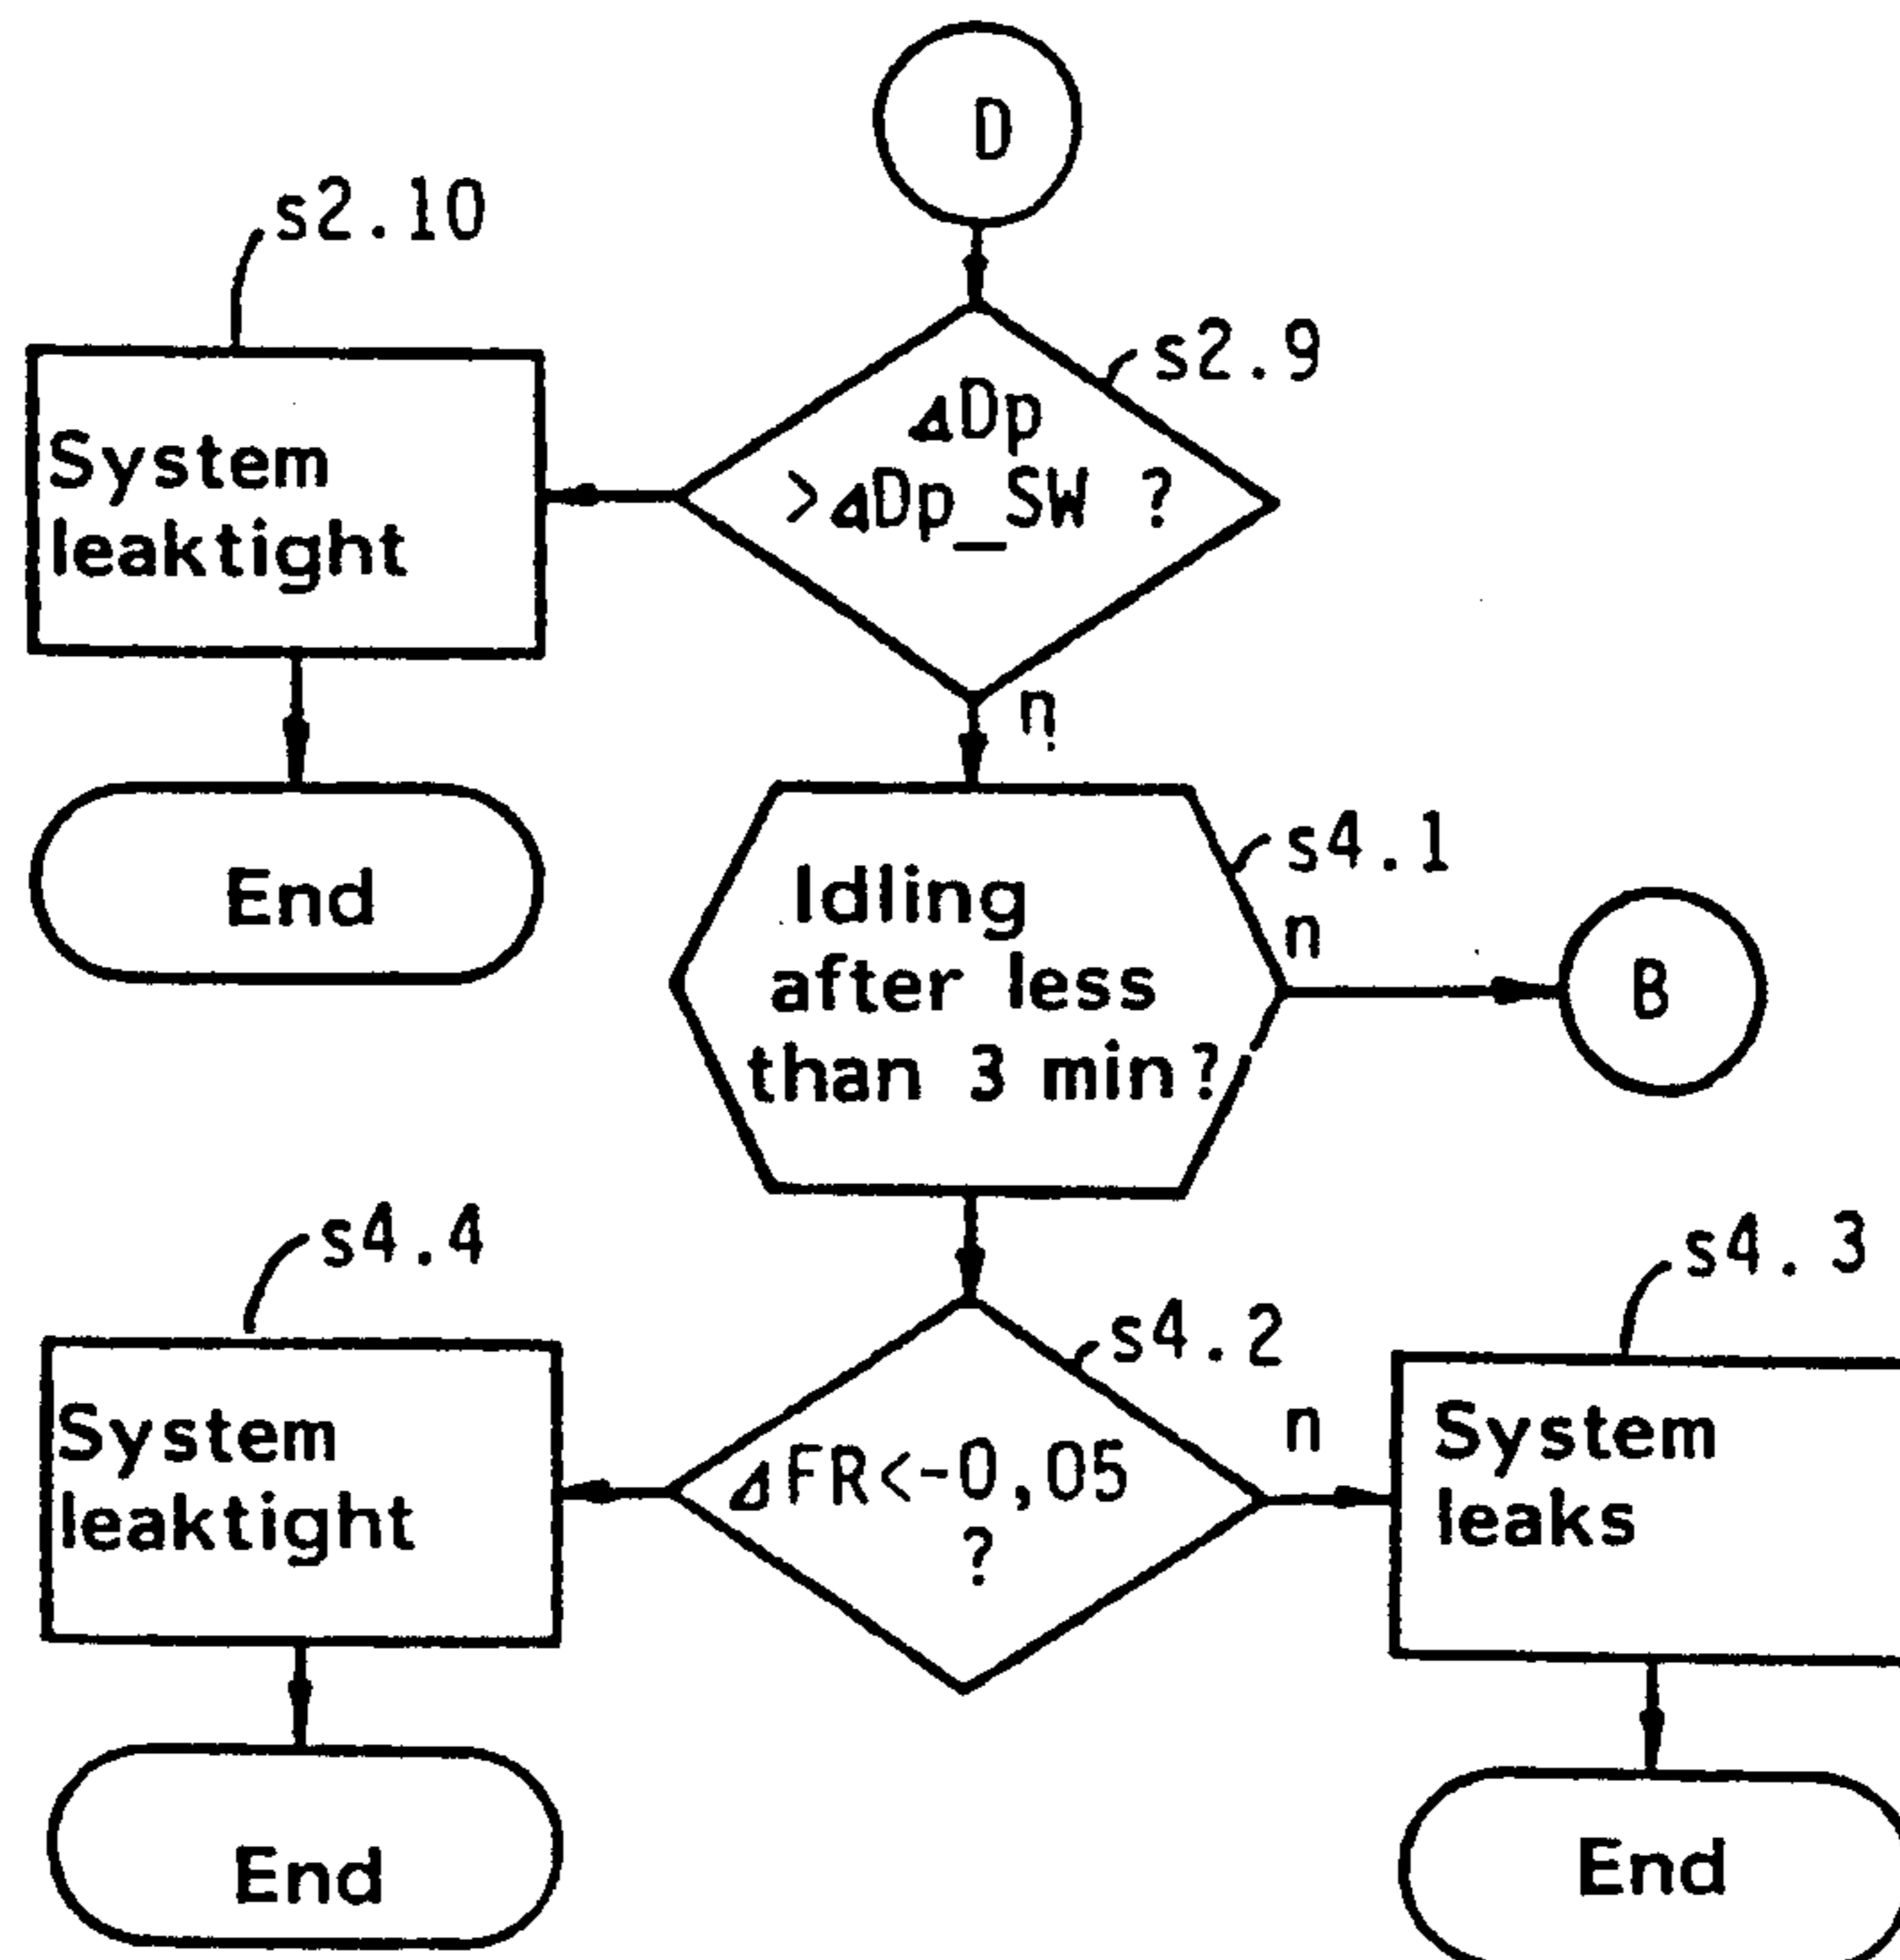 D
s2.10
s2.9
ΔDp
>ΔDp_SW ?
System
leaktight
n
End
s4.1
Idling
after less
than 3 min?
n
B
s4.4
s4.3
s4.2
System
leaktight
ΔFR<-0,05
?
n
System
leaks
End
End